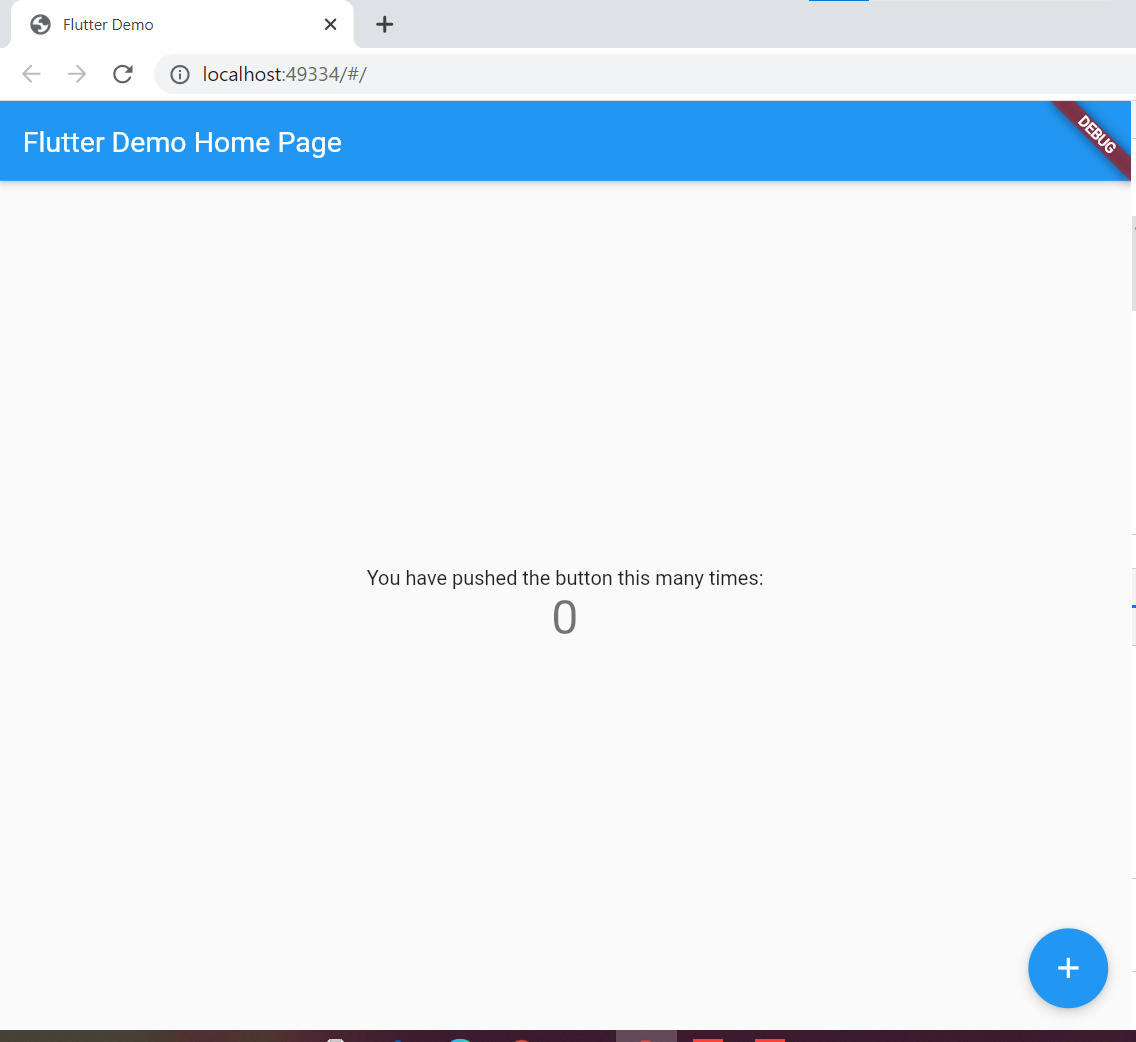 Flutter Demo
localhost:49334/#/
Flutter Demo Home Page
DEBUG
You have pushed the button this many times:
0